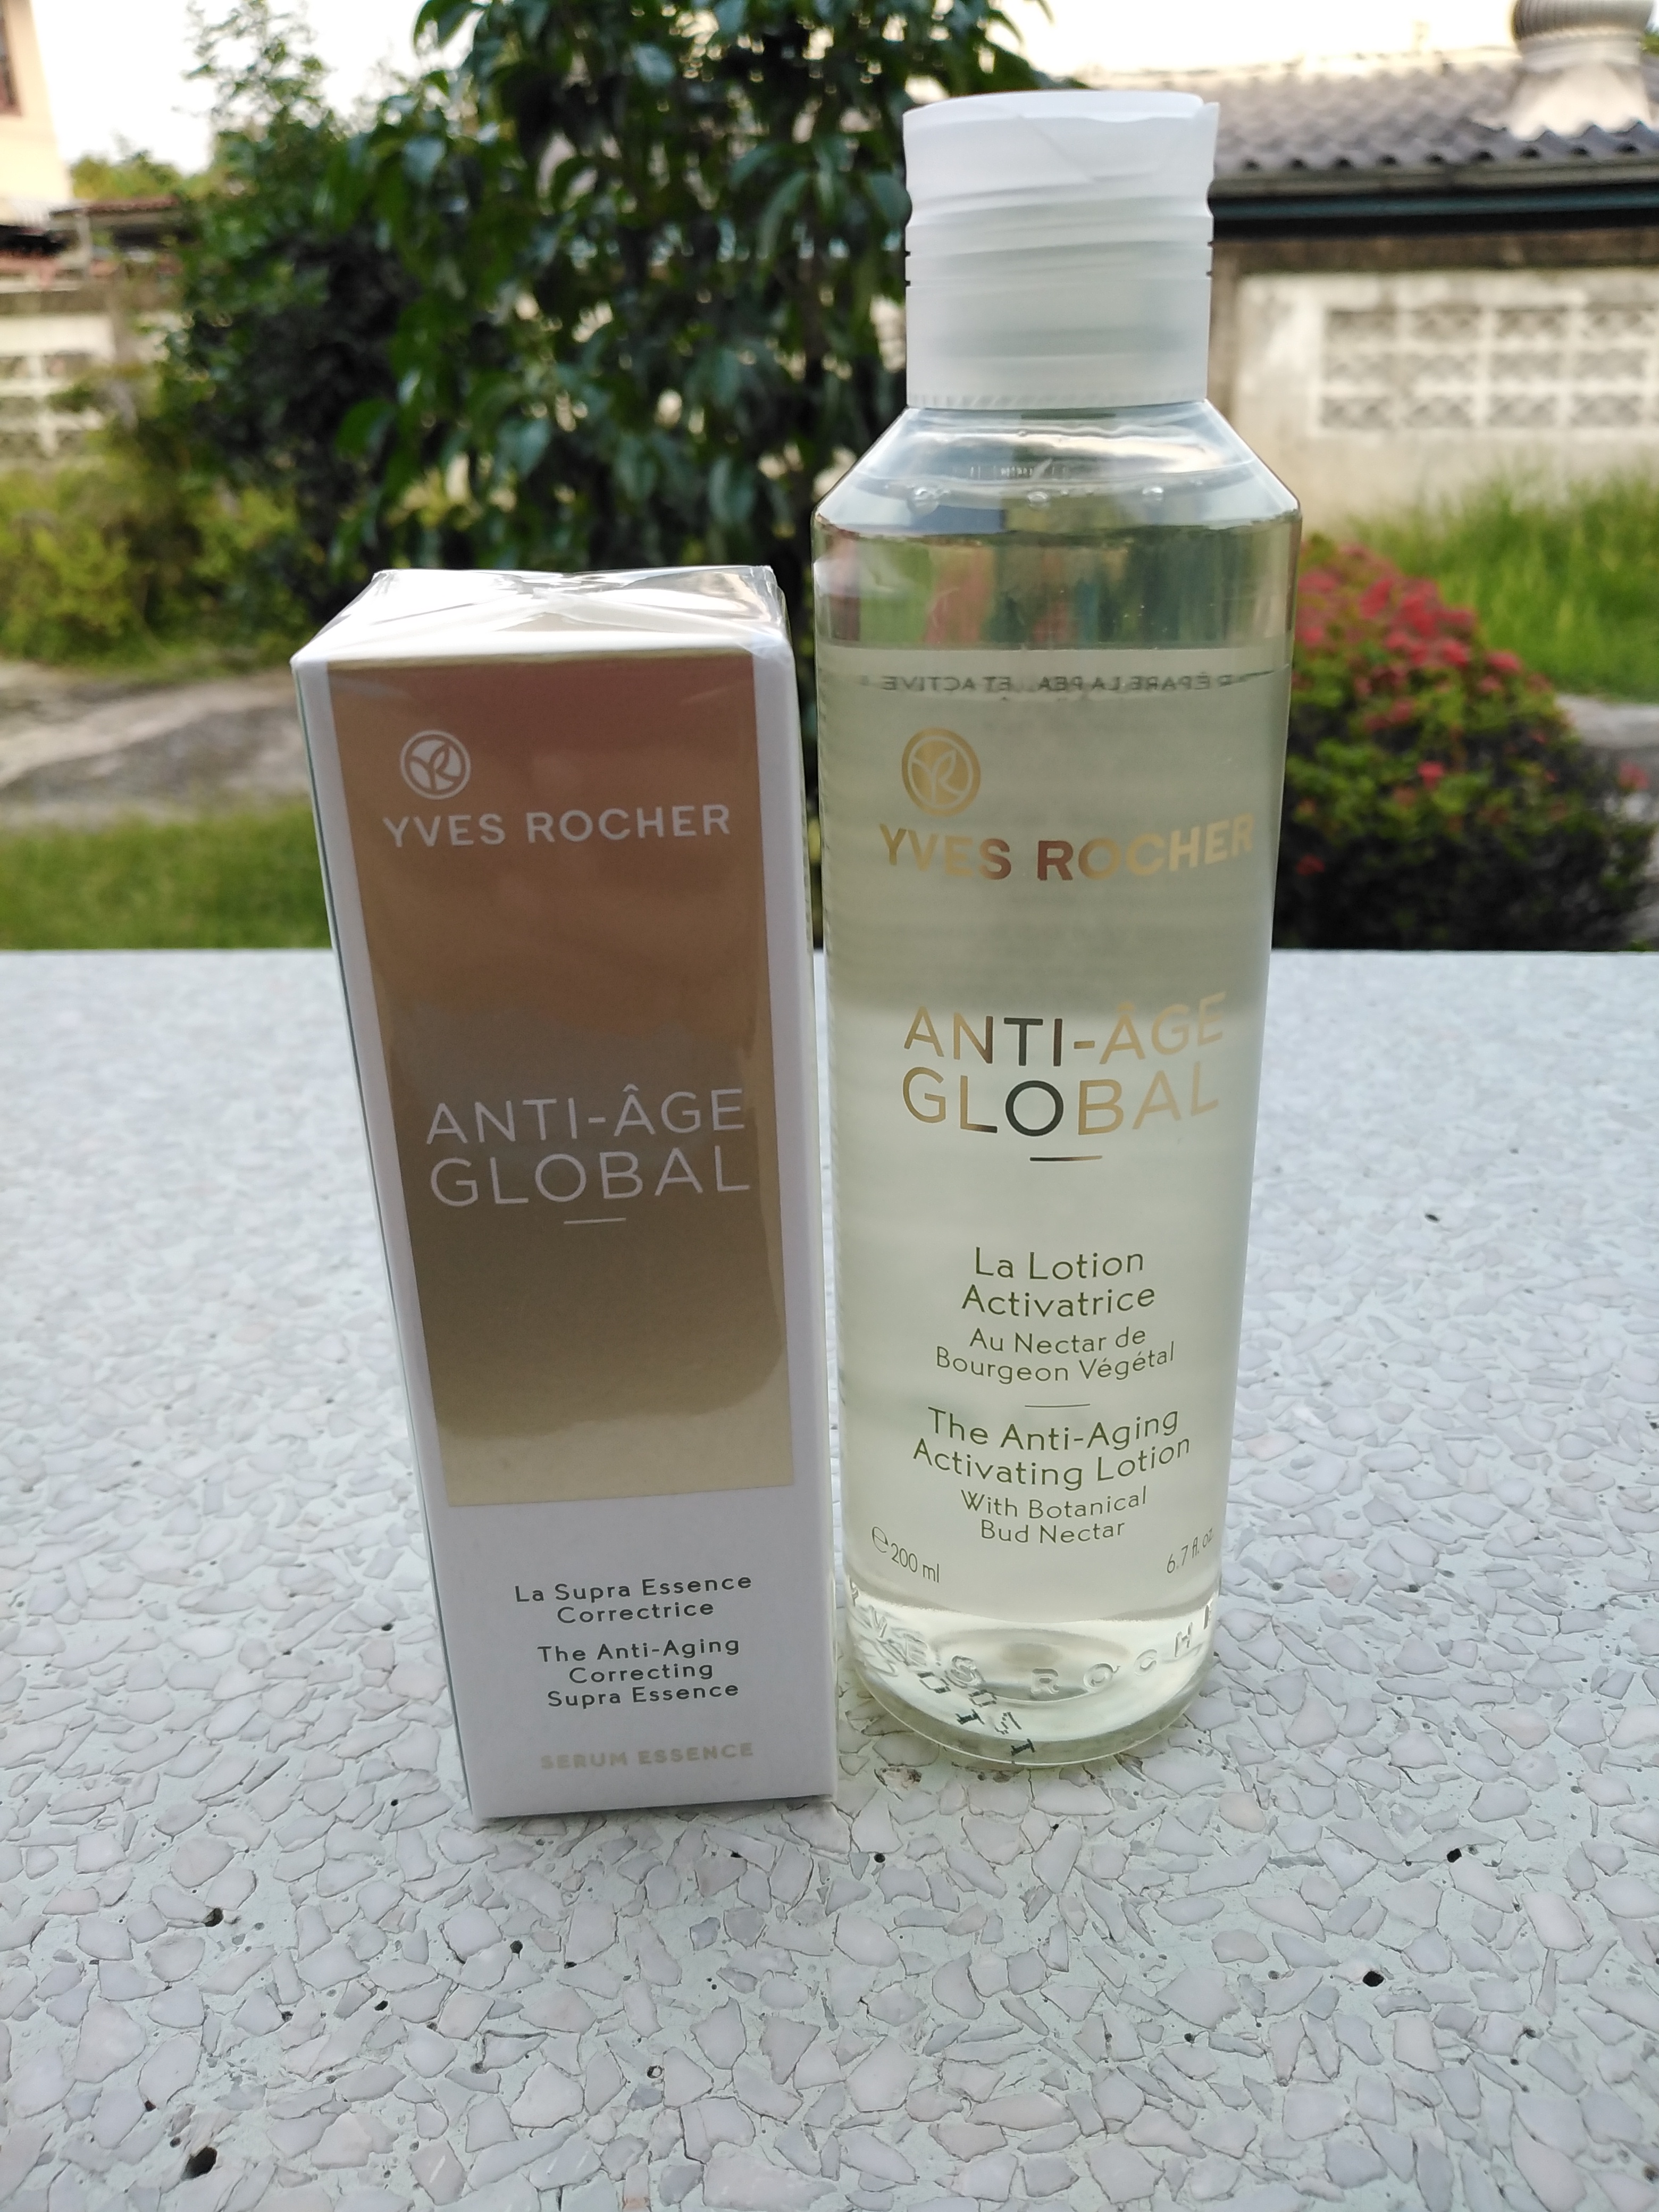 YVES ROCHER
ANTI-ÂGE
GLOBAL
La Supra Essence
Correctrice
The Anti-Aging
Correcting
Supra Essence
SERUM ESSENCE
YVES ROCHER
ANTI-ÂGE
GLOBAL
La Lotion
Activatrice
Au Nectar de
Bourgeon Végétal
The Anti-Aging
Activating Lotion
With Botanical
Bud Nectar
℮ 200 ml
6.7 fl. oz.
YVES ROCHER